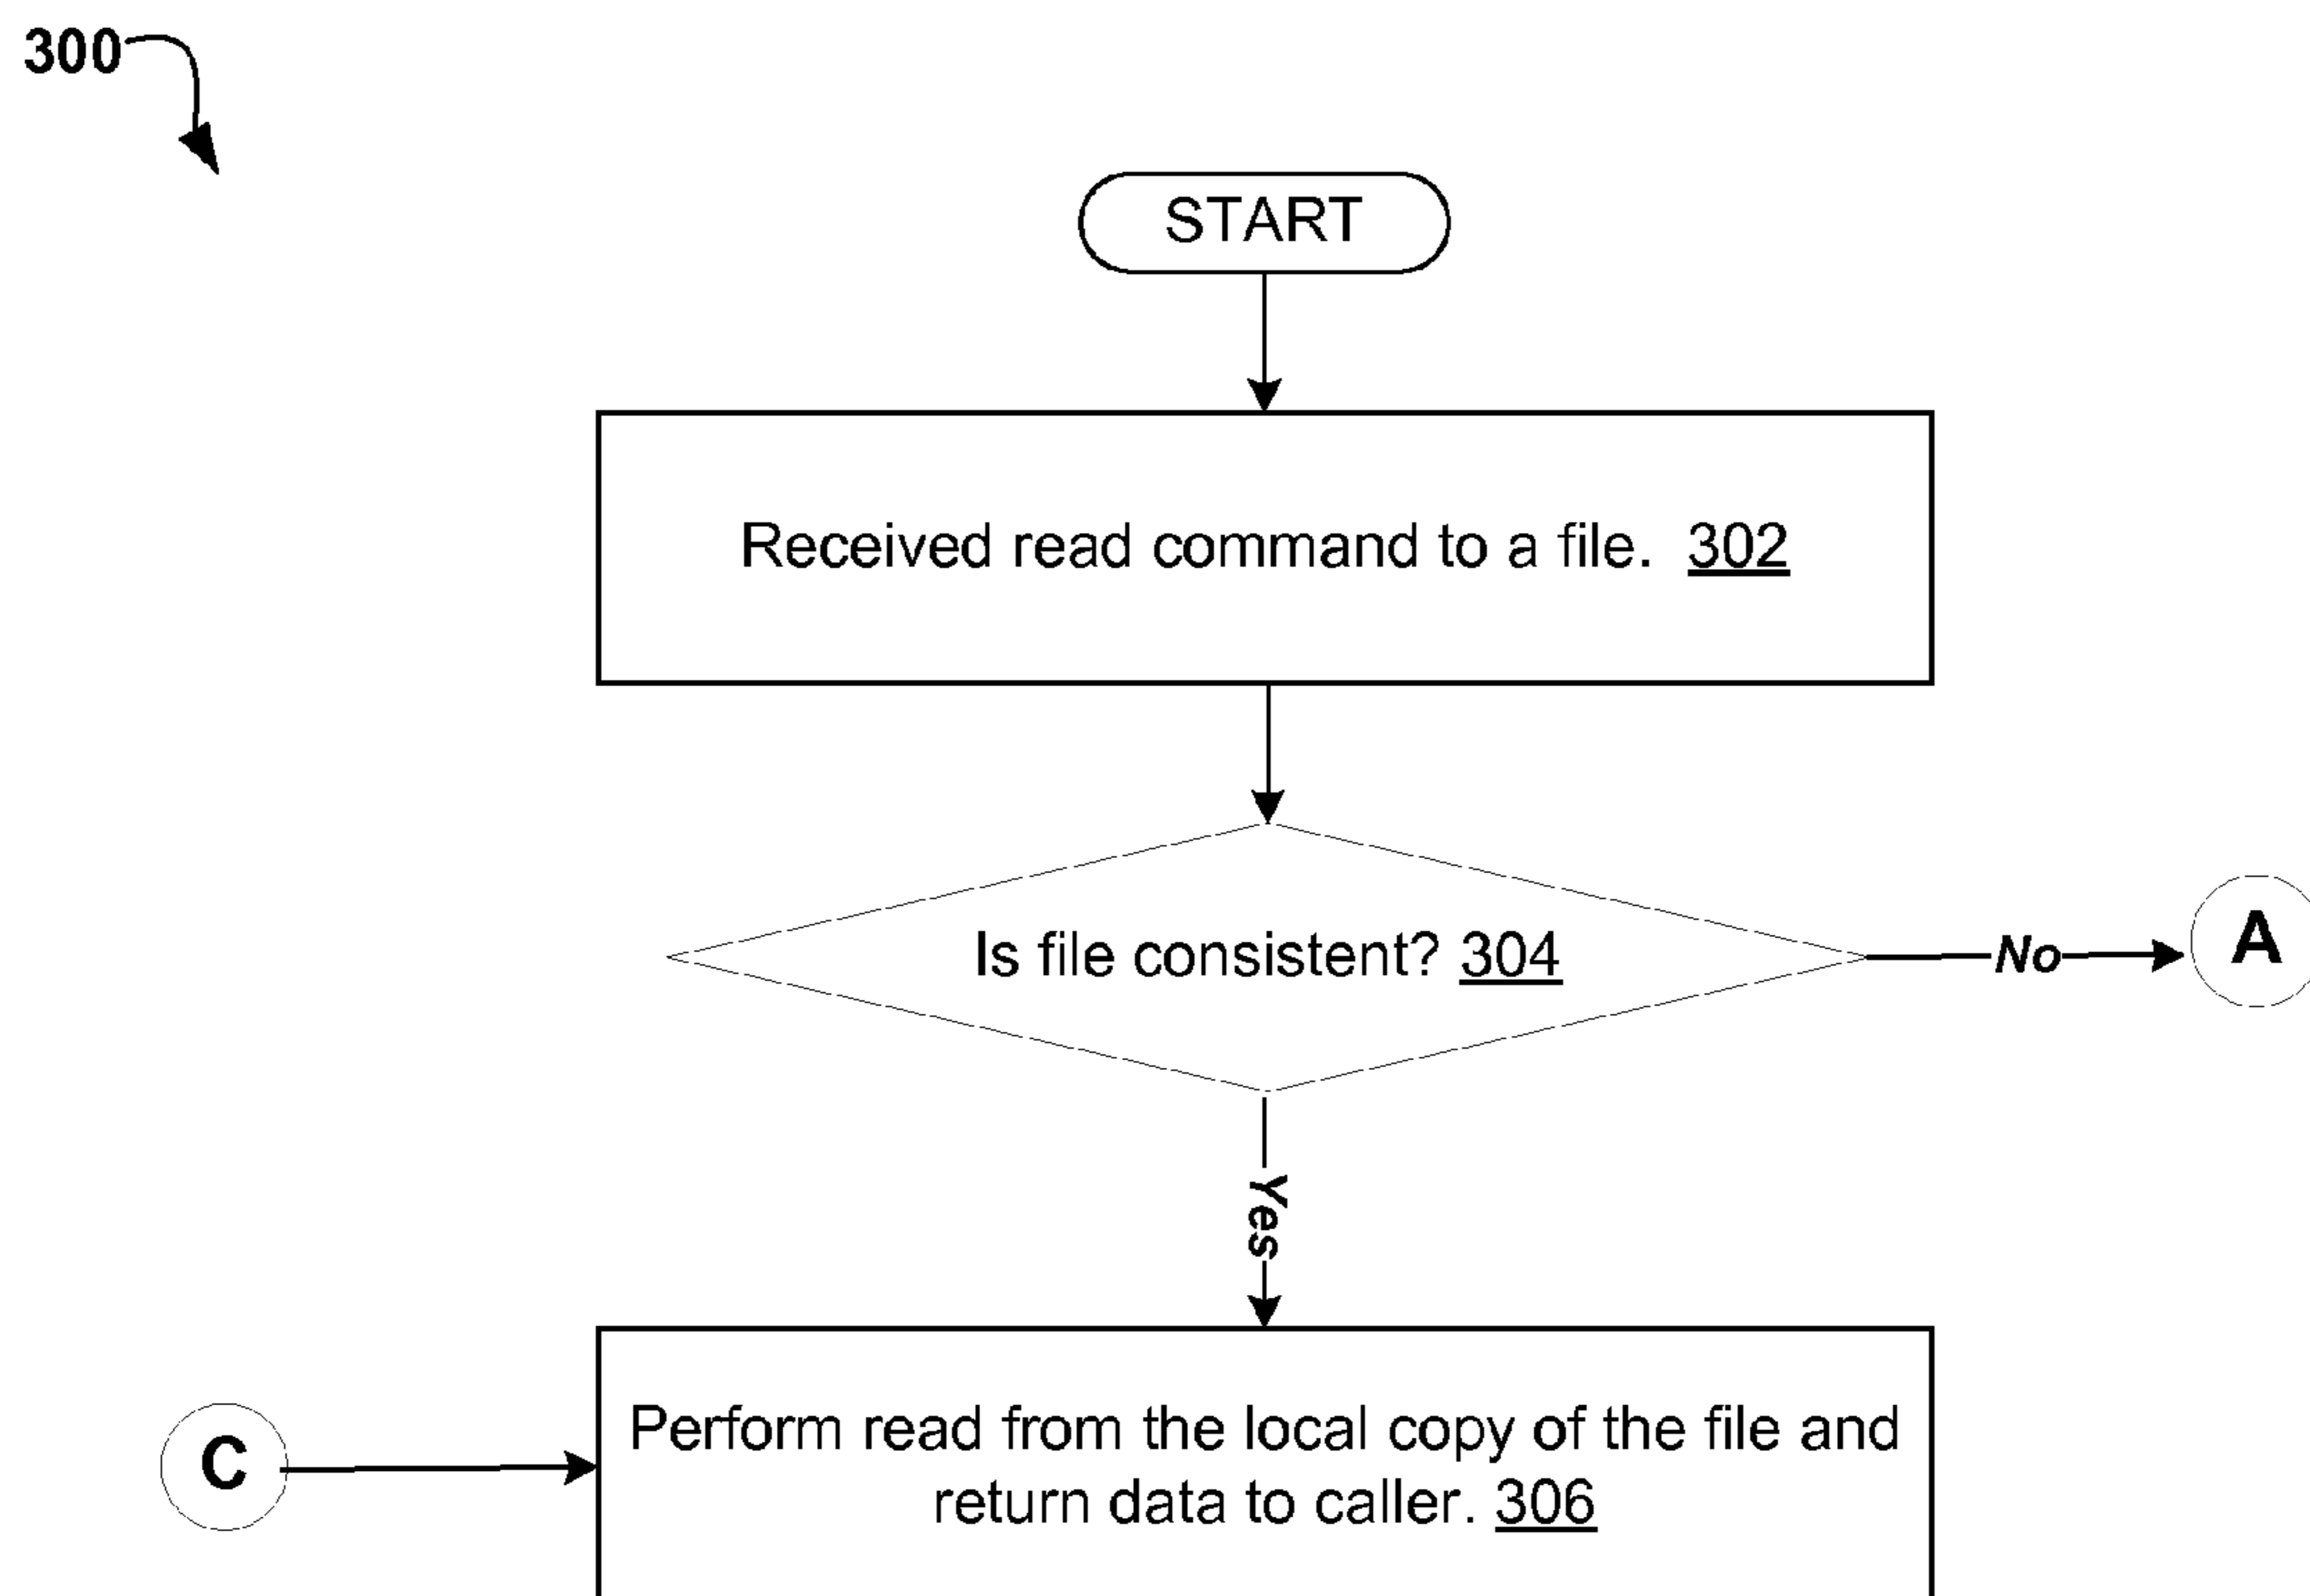 300
START
Received read command to a file. 302
Is file consistent? 304
No
A
Yes
C
Perform read from the local copy of the file and
return data to caller. 306